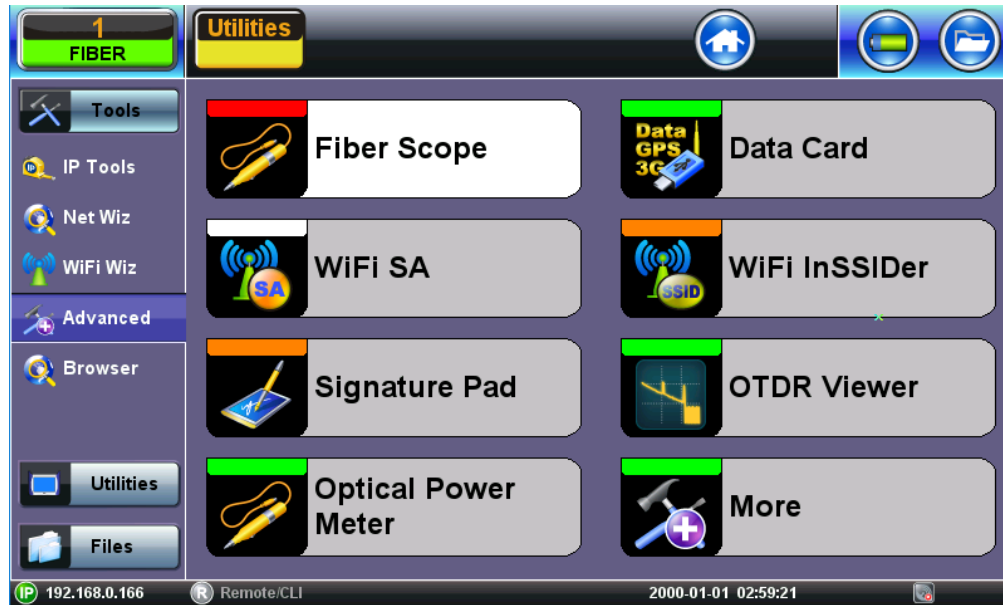 1
FIBER
Utilities
Tools
IP Tools
Net Wiz
WiFi Wiz
Advanced
Browser
Utilities
Files
Fiber Scope
Data
GPS
3G
Data Card
SA
WiFi SA
SSID
WiFi InSSIDer
Signature Pad
OTDR Viewer
Optical Power
Meter
More
IP 192.168.0.166
R Remote/CLI
2000-01-01 02:59:21